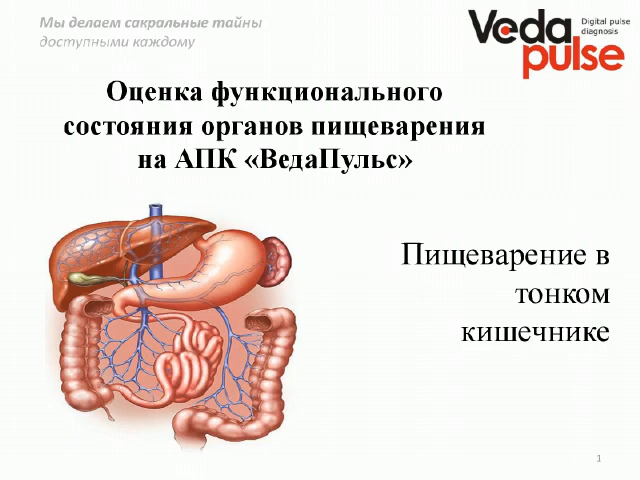 Мы делаем сакральные тайны
доступными каждому
Veda
pulse
Digital pulse
diagnosis
Оценка функционального
состояния органов пищеварения
на АПК «ВедаПульс»
Пищеварение в
тонком
кишечнике
1